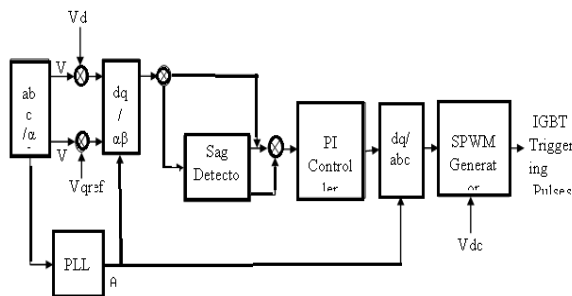 Vd
V
ab
c
/α
V
Vqref
dq
/
αβ
Sag
Detecto
PI
Control
ler
dq/
abc
SPWM
Generat
or
IGBT
Trigger
ing
Pulses
Vdc
PLL